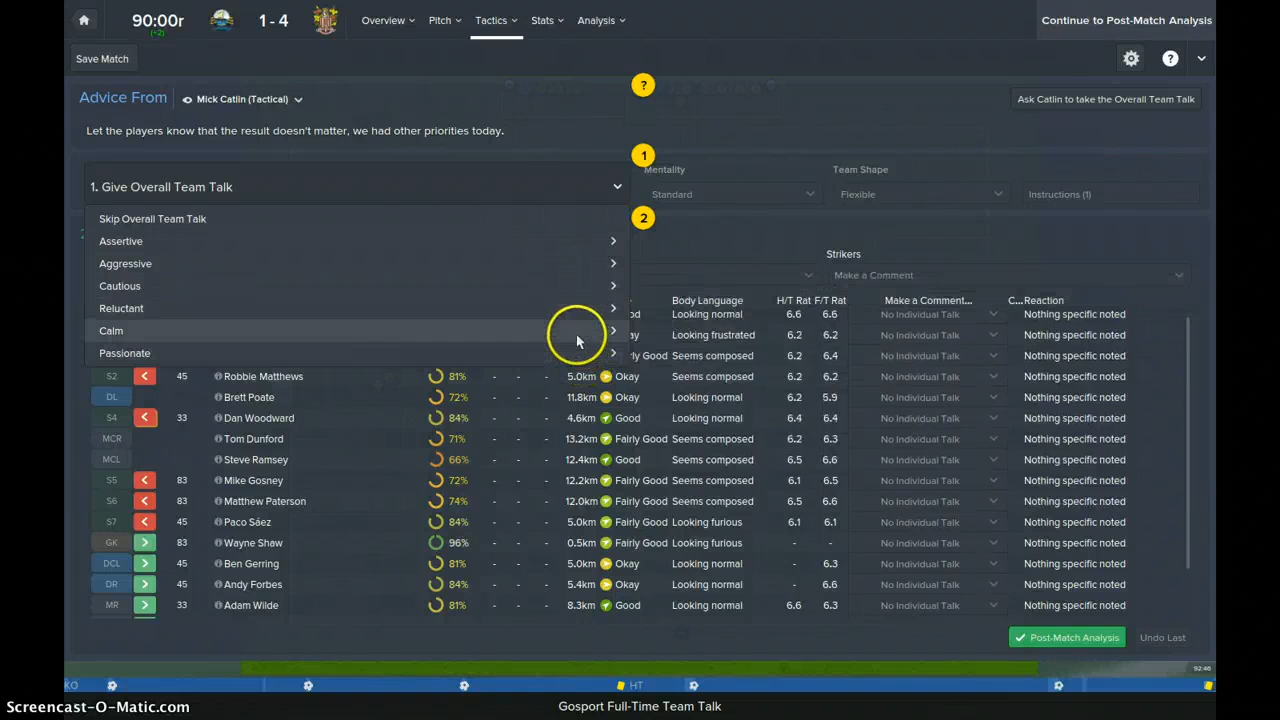 90:00r (+2) 1 - 4 Overview Pitch Tactics Stats Analysis Continue to Post-Match Analysis
Save Match ?
Advice From Mick Catlin (Tactical) ? Ask Catlin to take the Overall Team Talk
Let the players know that the result doesn't matter, we had other priorities today.
1
Mentality Team Shape
1. Give Overall Team Talk Standard Flexible Instructions (1)
Skip Overall Team Talk 2
Assertive
Aggressive Strikers
Make a Comment
Cautious
Body Language H/T Rat F/T Rat Make a Comment... C... Reaction
Reluctant Looking normal 6.6 6.6 No Individual Talk Nothing specific noted
Calm Looking frustrated 6.2 6.2 No Individual Talk Nothing specific noted
Passionate rly Good Seems composed 6.2 6.4 No Individual Talk Nothing specific noted
S2 45 Robbie Matthews 81% - - - 5.0km Okay Seems composed 6.2 6.2 No Individual Talk Nothing specific noted
DL Brett Poate 72% - - - 11.8km Okay Looking normal 6.2 5.9 No Individual Talk Nothing specific noted
S4 33 Dan Woodward 84% - - - 4.6km Good Looking normal 6.4 6.4 No Individual Talk Nothing specific noted
MCR Tom Dunford 71% - - - 13.2km Fairly Good Seems composed 6.2 6.3 No Individual Talk Nothing specific noted
MCL Steve Ramsey 66% - - - 12.4km Good Seems composed 6.5 6.6 No Individual Talk Nothing specific noted
S5 83 Mike Gosney 72% - - - 12.2km Fairly Good Looking normal 6.1 6.5 No Individual Talk Nothing specific noted
S6 83 Matthew Paterson 74% - - - 12.0km Fairly Good Looking normal 6.5 6.6 No Individual Talk Nothing specific noted
S7 45 Paco Sáez 84% - - - 5.0km Fairly Good Looking furious 6.1 6.1 No Individual Talk Nothing specific noted
GK 83 Wayne Shaw 96% - - - 0.5km Fairly Good Looking furious - - No Individual Talk Nothing specific noted
DCL 45 Ben Gerring 81% - - - 5.0km Okay Looking normal - 6.3 No Individual Talk Nothing specific noted
DR 45 Andy Forbes 84% - - - 5.4km Okay Looking normal - 6.6 No Individual Talk Nothing specific noted
MR 33 Adam Wilde 81% - - - 8.3km Good Looking normal 6.6 6.3 No Individual Talk Nothing specific noted
Post-Match Analysis Undo Last
92:46
KO HT
Screencast-O-Matic.com Gosport Full-Time Team Talk